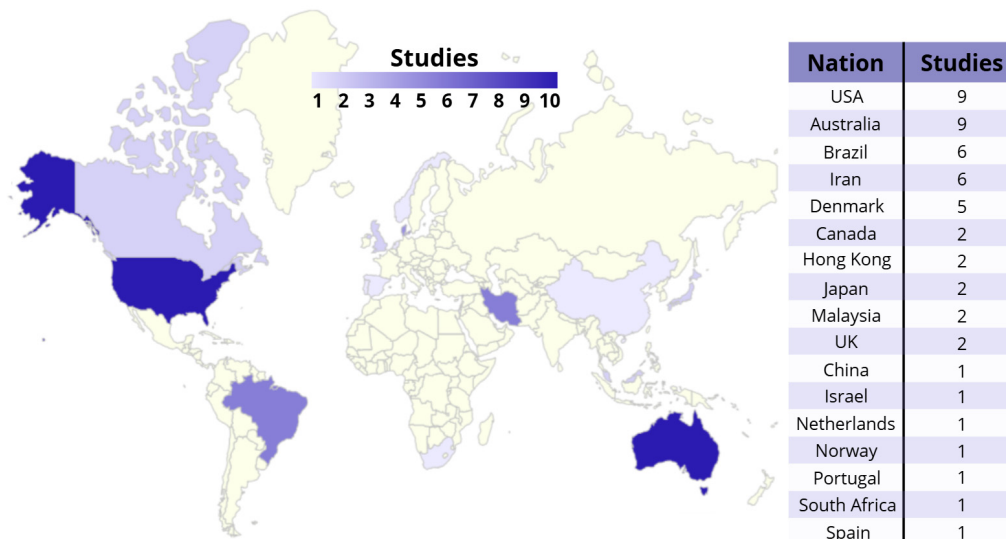 Studies
1 2 3 4 5 6 7 8 9 10
Nation Studies
USA 9
Australia 9
Brazil 6
Iran 6
Denmark 5
Canada 2
Hong Kong 2
Japan 2
Malaysia 2
UK 2
China 1
Israel 1
Netherlands 1
Norway 1
Portugal 1
South Africa 1
Spain 1